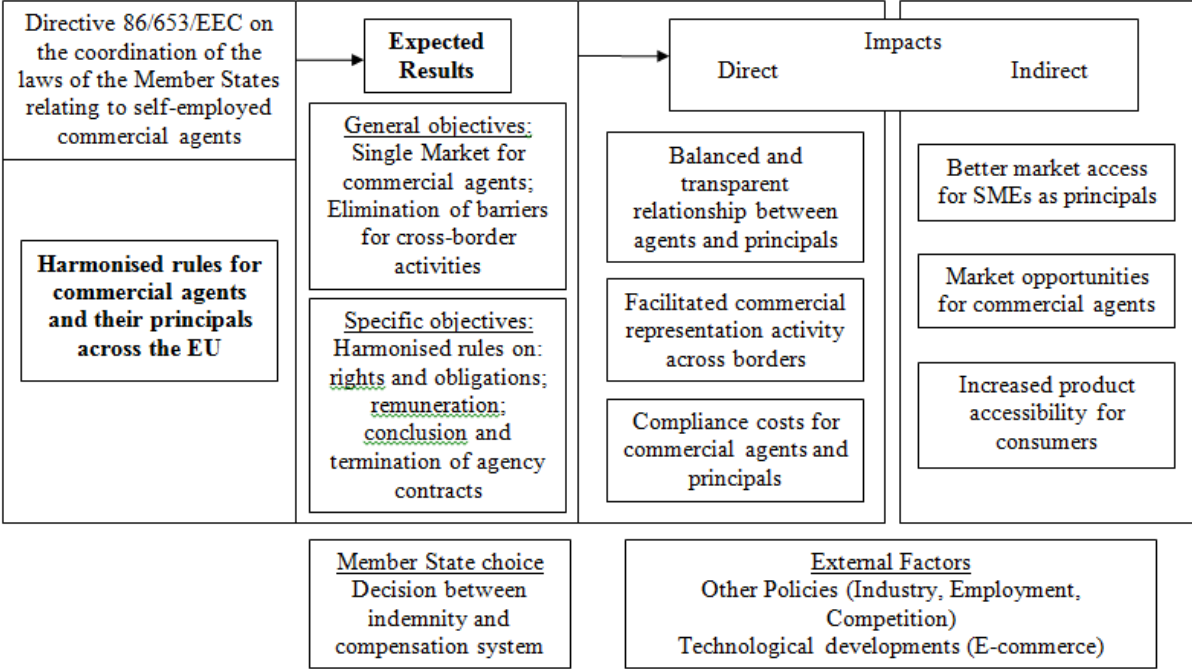 Directive 86/653/EEC on
the coordination of the
laws of the Member States
relating to self-employed
commercial agents
Harmonised rules for
commercial agents
and their principals
across the EU
Expected
Results
General objectives:
Single Market for
commercial agents;
Elimination of barriers
for cross-border
activities
Specific objectives:
Harmonised rules on:
rights and obligations;
remuneration;
conclusion and
termination of agency
contracts
Impacts
Direct
Indirect
Balanced and
transparent
relationship between
agents and principals
Facilitated commercial
representation activity
across borders
Compliance costs for
commercial agents and
principals
Better market access
for SMEs as principals
Market opportunities
for commercial agents
Increased product
accessibility for
consumers
Member State choice
Decision between
indemnity and
compensation system
External Factors
Other Policies (Industry, Employment,
Competition)
Technological developments (E-commerce)